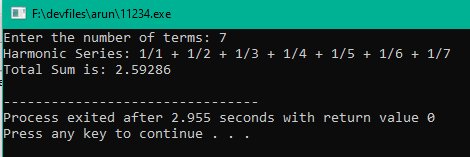 F:\devfiles\arun\11234.exe
Enter the number of terms: 7
Harmonic Series: 1/1 + 1/2 + 1/3 + 1/4 + 1/5 + 1/6 + 1/7
Total Sum is: 2.59286
--------------------------------
Process exited after 2.955 seconds with return value 0
Press any key to continue . . .